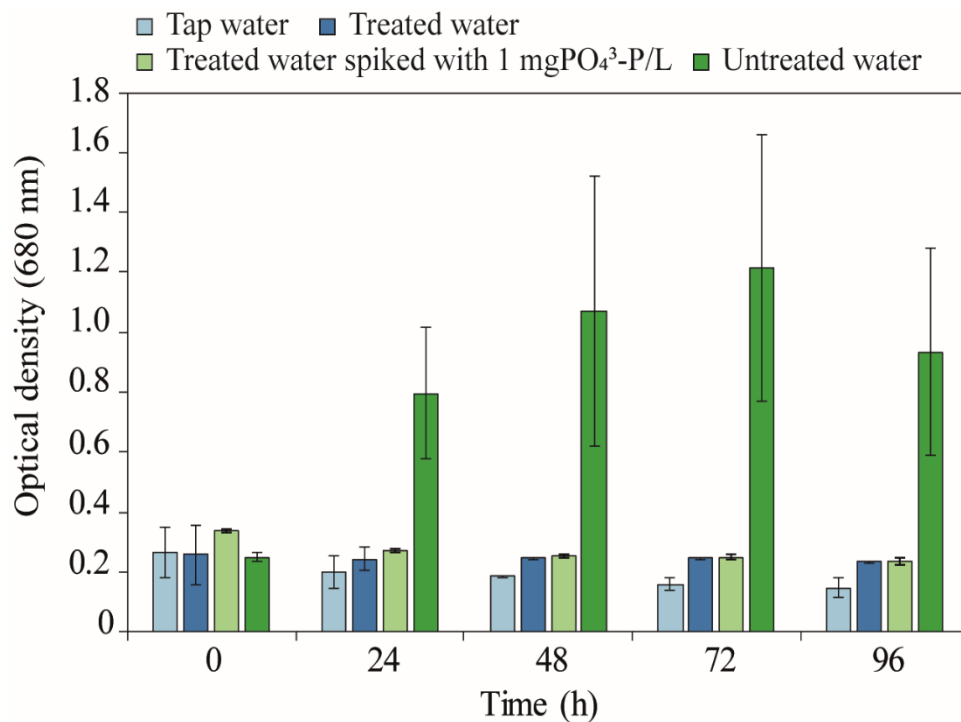 Tap water Treated water
Treated water spiked with 1 mgPO₄³-P/L Untreated water
1.8
1.6
1.4
1.2
1.0
0.8
0.6
0.4
0.2
0
Optical density (680 nm)
0 24 48 72 96
Time (h)